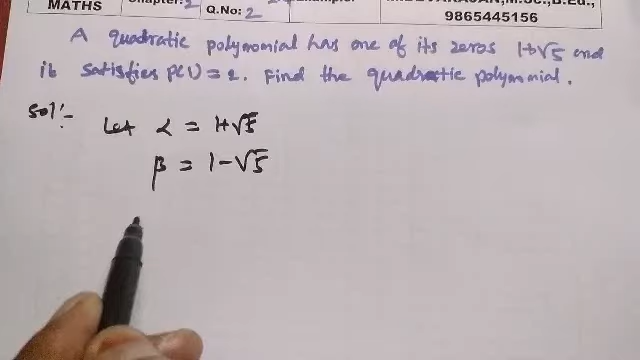 MATHS
Q.No: 2
9865445156
A quadratic polynomial has one of its zeros 1+√5 and
it satisfies P(1) = 2. Find the quadratic polynomial.
Sol:-
Let α = 1+√5
β = 1-√5